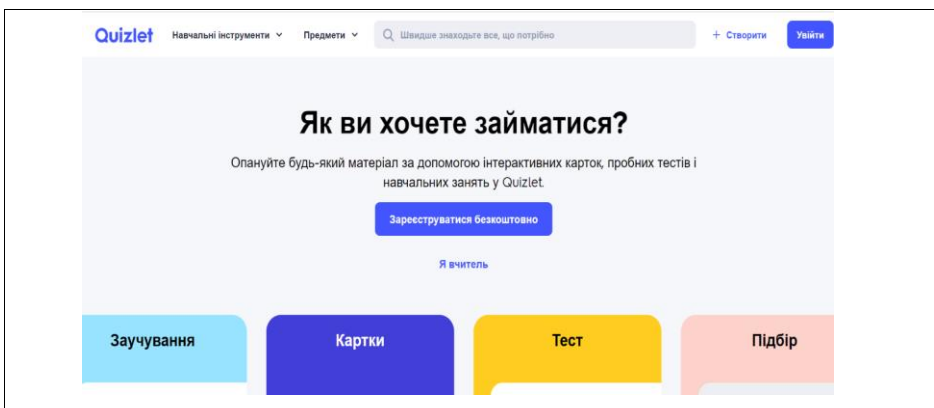 Quizlet Навчальні інструменти Предмети Швидше знаходьте все, що потрібно + Створити Увійти
Як ви хочете займатися?
Опануйте будь-який матеріал за допомогою інтерактивних карток, пробних тестів і
навчальних занять у Quizlet.
Зареєструватися безкоштовно
Я вчитель
Заучування Картки Тест Підбір